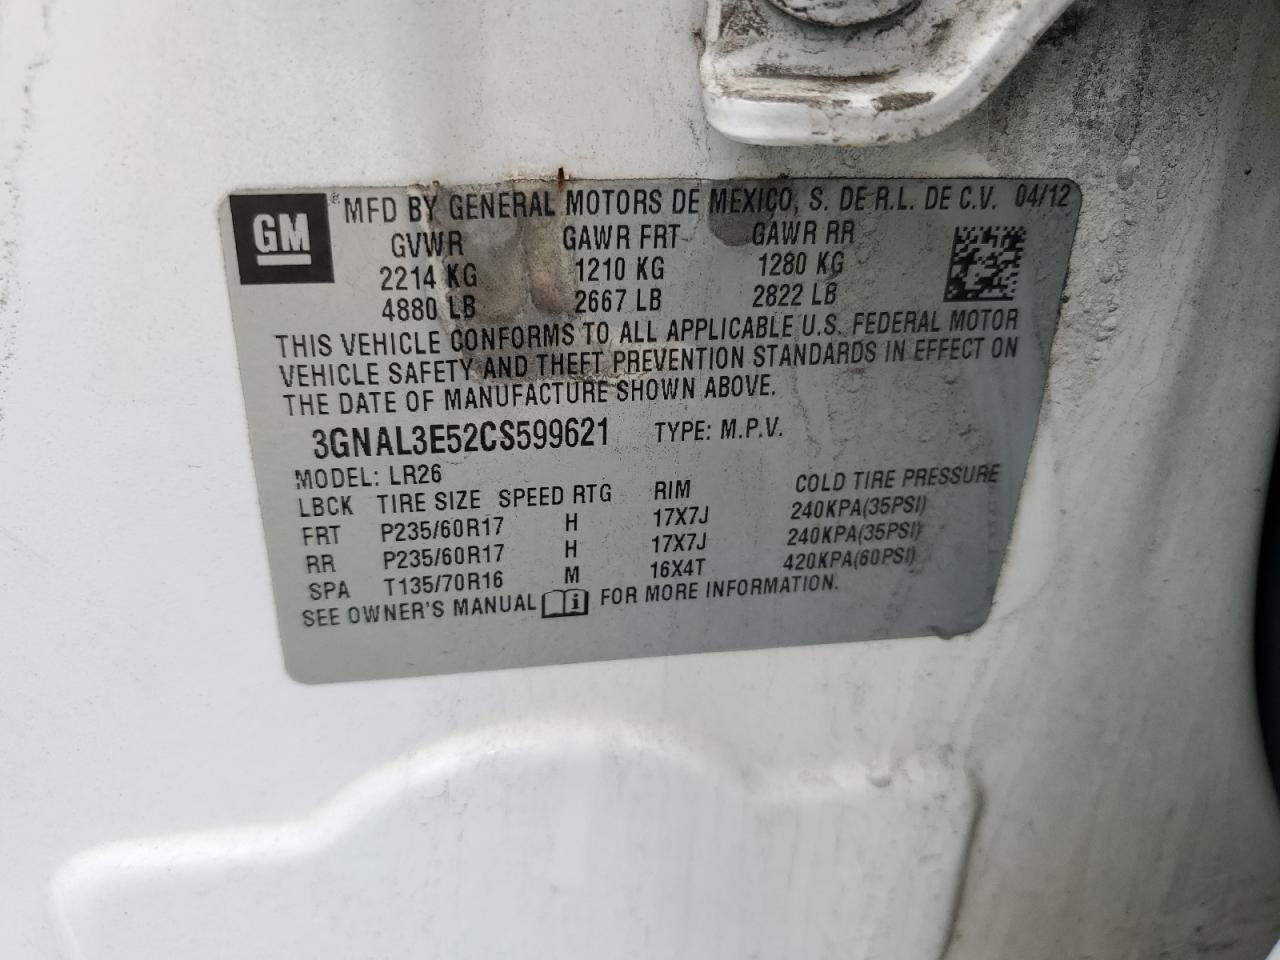 GM
® MFD BY GENERAL MOTORS DE MEXICO, S. DE R.L. DE C.V. 04/12
GVWR GAWR FRT GAWR RR
2214 KG 1210 KG 1280 KG
4880 LB 2667 LB 2822 LB
THIS VEHICLE CONFORMS TO ALL APPLICABLE U.S. FEDERAL MOTOR
VEHICLE SAFETY AND THEFT PREVENTION STANDARDS IN EFFECT ON
THE DATE OF MANUFACTURE SHOWN ABOVE.
3GNAL3E52CS599621 TYPE: M.P.V.
MODEL: LR26
LBCK TIRE SIZE SPEED RTG RIM COLD TIRE PRESSURE
FRT P235/60R17 H 17X7J 240KPA(35PSI)
RR P235/60R17 H 17X7J 240KPA(35PSI)
SPA T135/70R16 M 16X4T 420KPA(60PSI)
SEE OWNER'S MANUAL i FOR MORE INFORMATION.